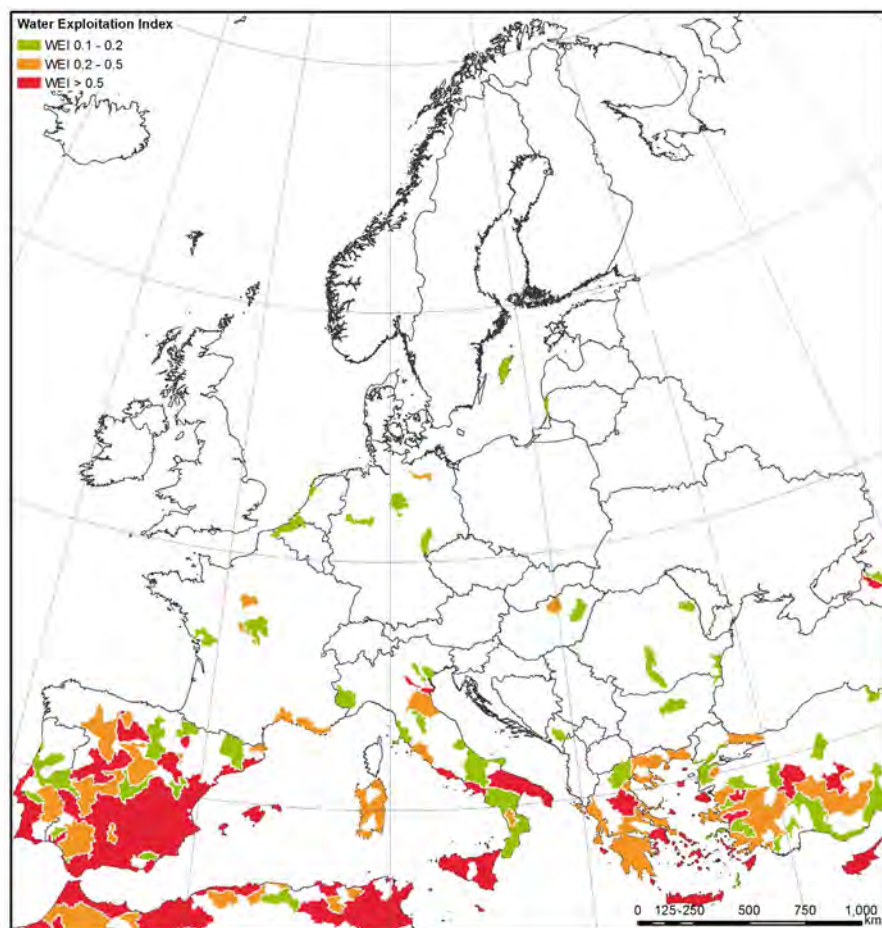 Water Exploitation Index
WEI 0.1 - 0.2
WEI 0.2 - 0.5
WEI > 0.5
0 125-250 500 750 1,000
km